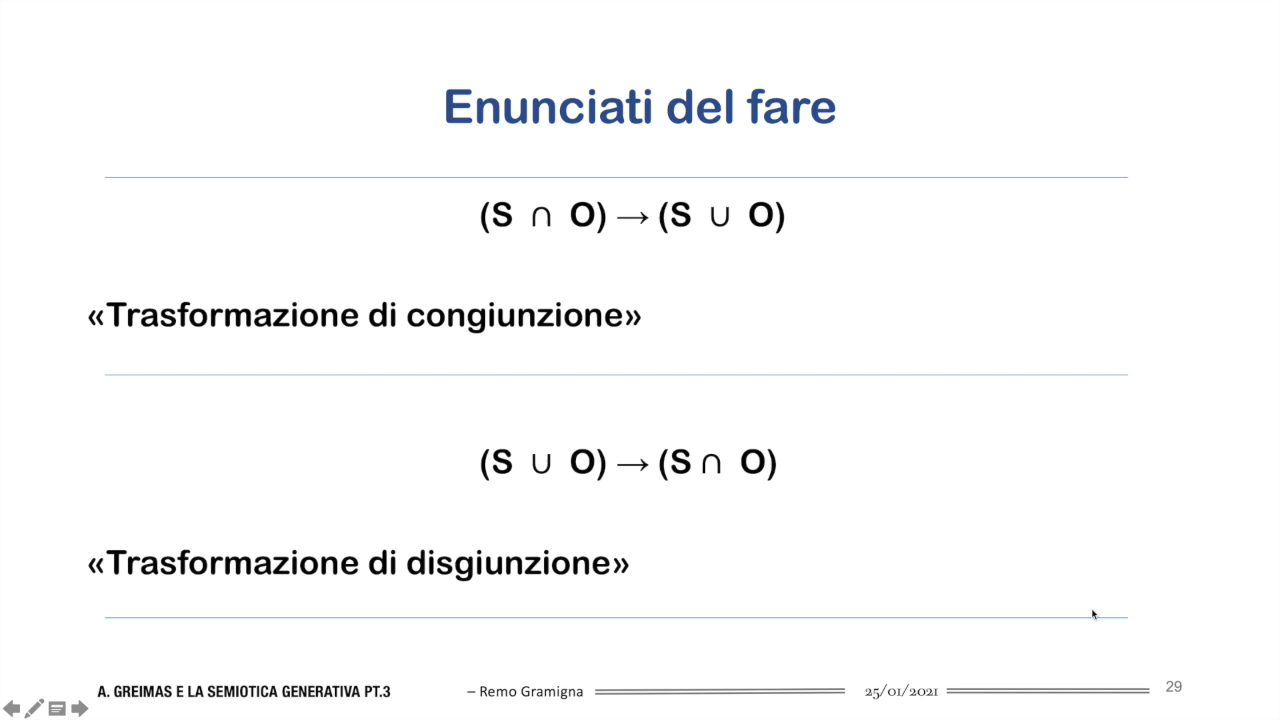 Enunciati del fare
(S ∩ O) → (S ∪ O)
«Trasformazione di congiunzione»
(S ∪ O) → (S ∩ O)
«Trasformazione di disgiunzione»
A. GREIMAS E LA SEMIOTICA GENERATIVA PT.3 – Remo Gramigna 25/01/2021 29